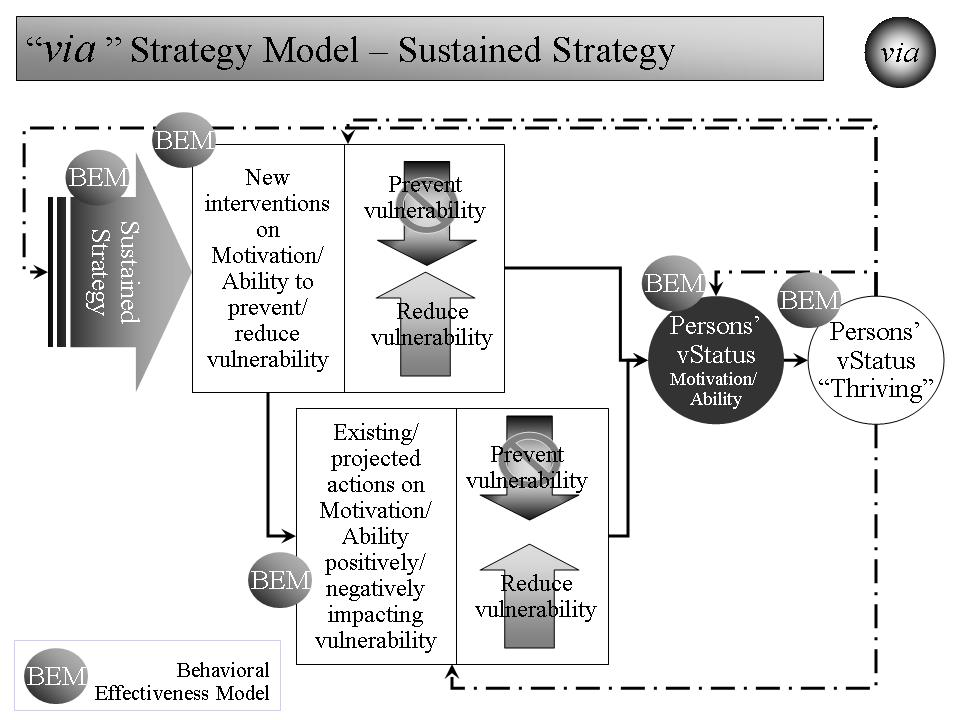 “via ” Strategy Model – Sustained Strategy
via
BEM
BEM
Sustained
Strategy
New
interventions
on
Motivation/
Ability to
prevent/
reduce
vulnerability
Prevent
vulnerability
Reduce
vulnerability
BEM
Persons’
vStatus
Motivation/
Ability
BEM
Persons’
vStatus
“Thriving”
Existing/
projected
actions on
Motivation/
Ability
positively/
negatively
impacting
vulnerability
Prevent
vulnerability
Reduce
vulnerability
BEM
BEM
Behavioral
Effectiveness Model